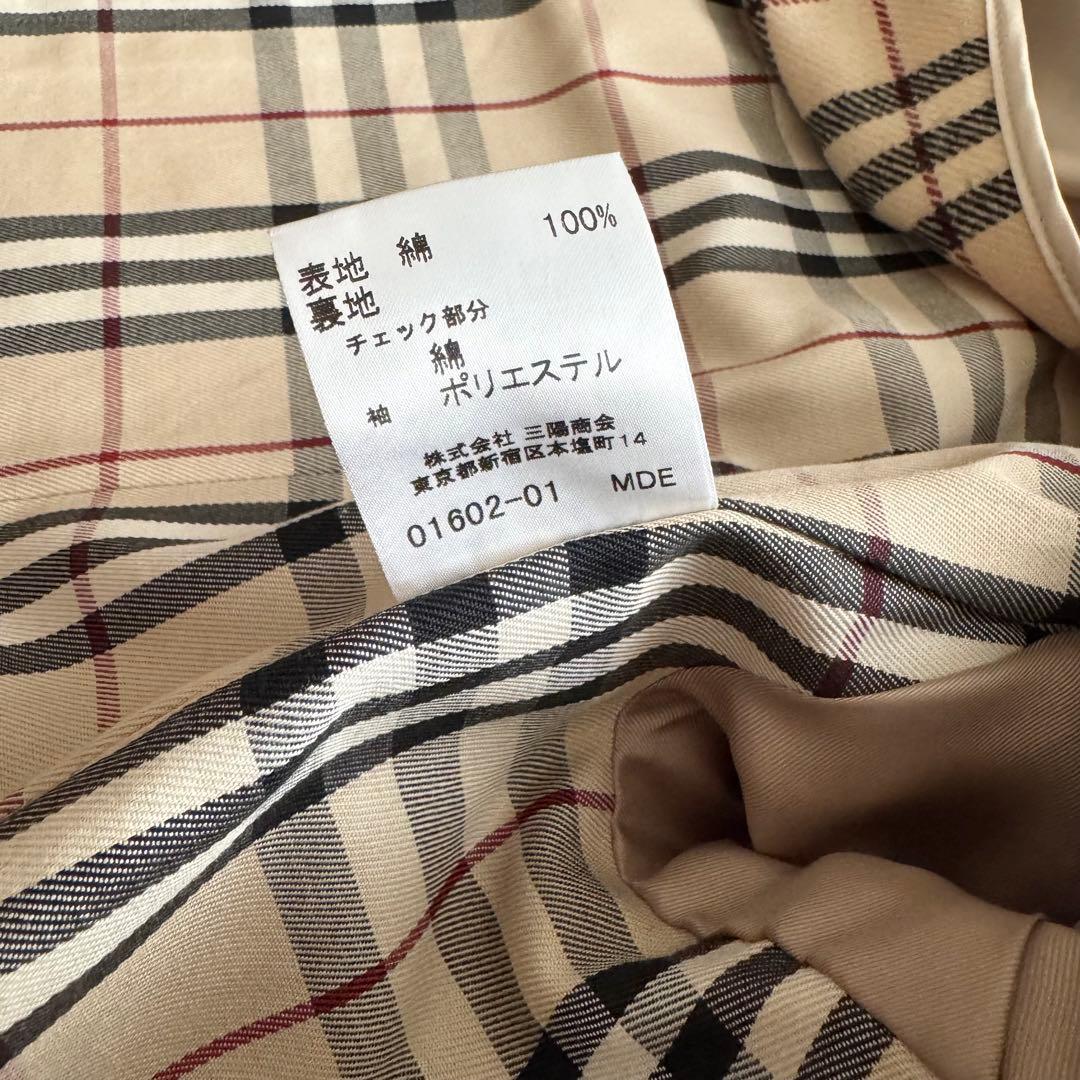 表地 綿 100%
裏地
チェック部分
綿
袖 ポリエステル
株式会社 三陽商会
東京都新宿区本塩町14
01602-01 MDE